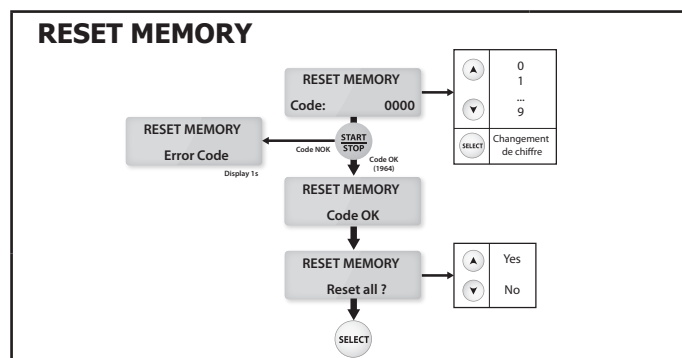 RESET MEMORY
RESET MEMORY
Code: 0000
0
1
...
9
SELECT
Changement
de chiffre
START
STOP
Code NOK
RESET MEMORY
Error Code
Display 1s
Code OK
(1964)
RESET MEMORY
Code OK
RESET MEMORY
Reset all ?
Yes
No
SELECT